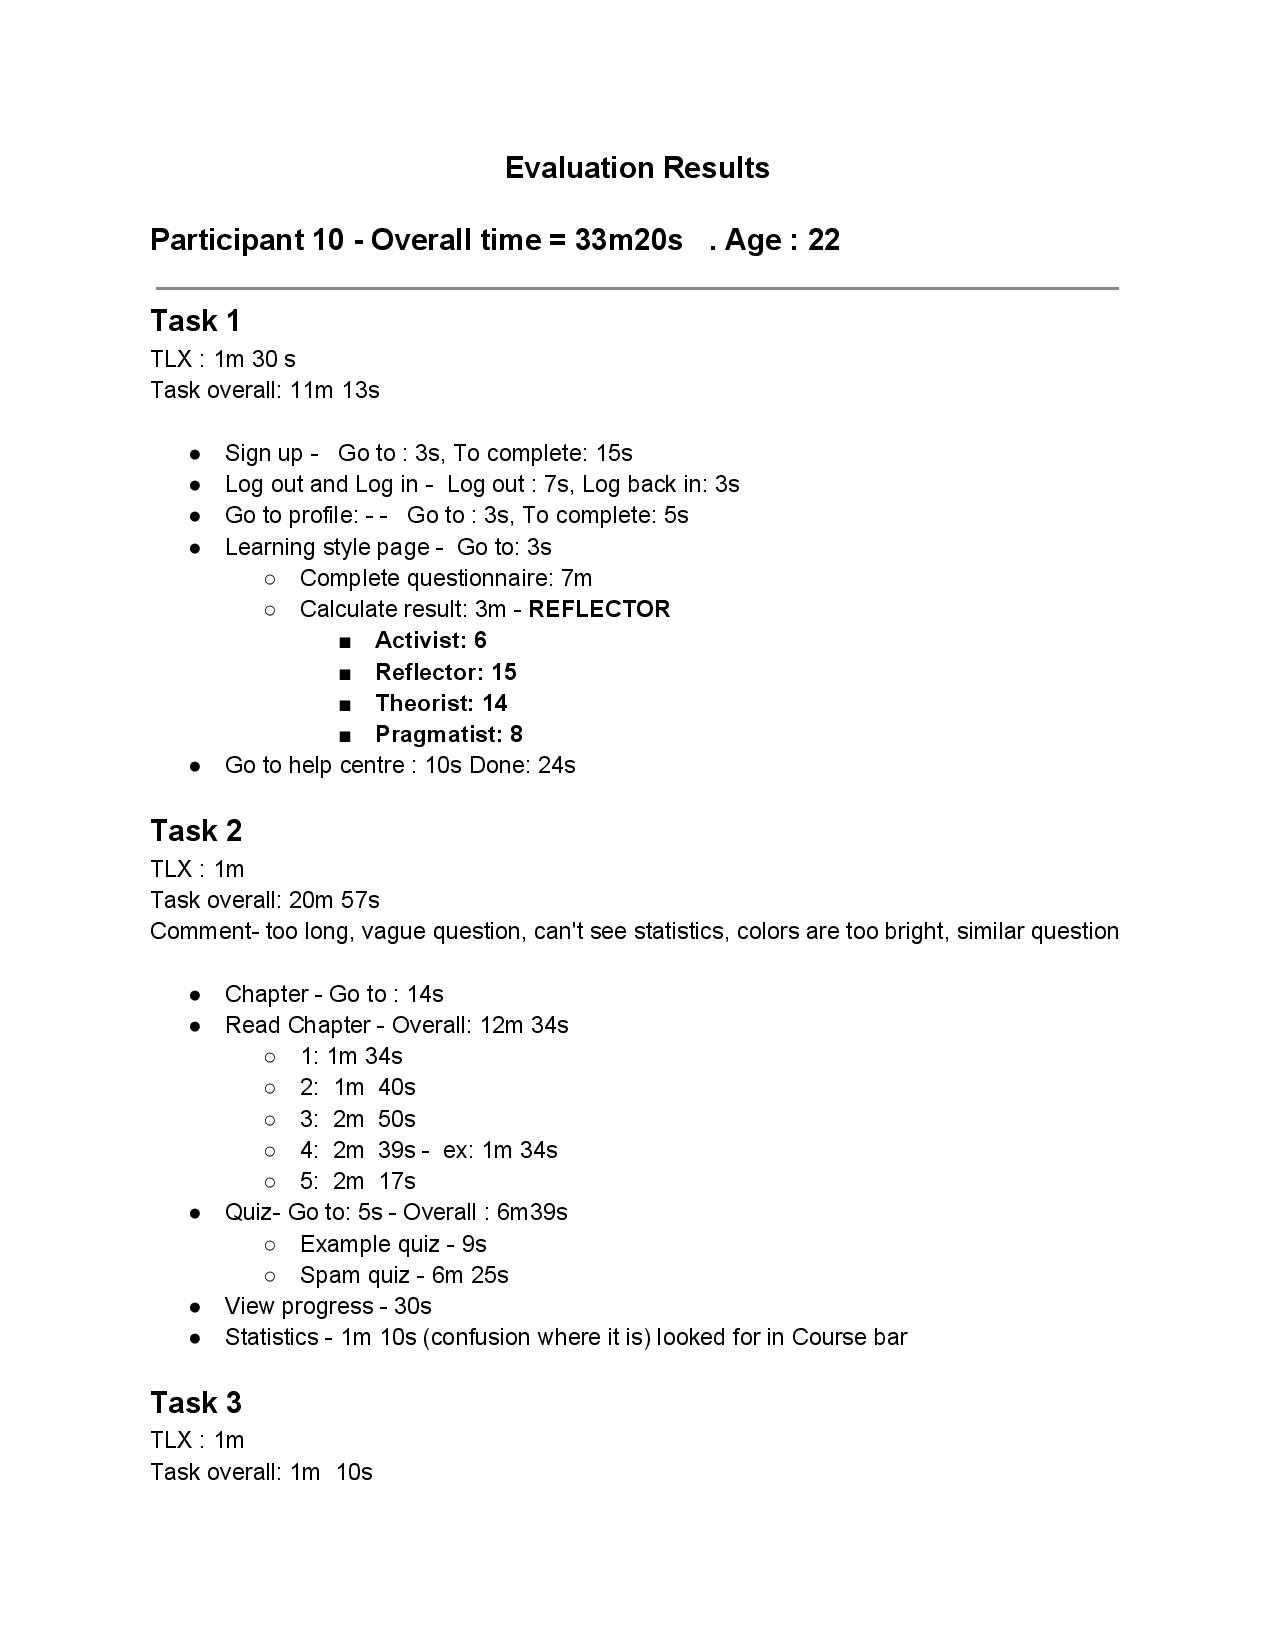 Evaluation Results
Participant 10 - Overall time = 33m20s . Age : 22
Task 1
TLX : 1m 30 s
Task overall: 11m 13s
● Sign up - Go to : 3s, To complete: 15s
● Log out and Log in - Log out : 7s, Log back in: 3s
● Go to profile: - - Go to : 3s, To complete: 5s
● Learning style page - Go to: 3s
○ Complete questionnaire: 7m
○ Calculate result: 3m - REFLECTOR
■ Activist: 6
■ Reflector: 15
■ Theorist: 14
■ Pragmatist: 8
● Go to help centre : 10s Done: 24s
Task 2
TLX : 1m
Task overall: 20m 57s
Comment- too long, vague question, can't see statistics, colors are too bright, similar question
● Chapter - Go to : 14s
● Read Chapter - Overall: 12m 34s
○ 1: 1m 34s
○ 2: 1m 40s
○ 3: 2m 50s
○ 4: 2m 39s - ex: 1m 34s
○ 5: 2m 17s
● Quiz- Go to: 5s - Overall : 6m39s
○ Example quiz - 9s
○ Spam quiz - 6m 25s
● View progress - 30s
● Statistics - 1m 10s (confusion where it is) looked for in Course bar
Task 3
TLX : 1m
Task overall: 1m 10s